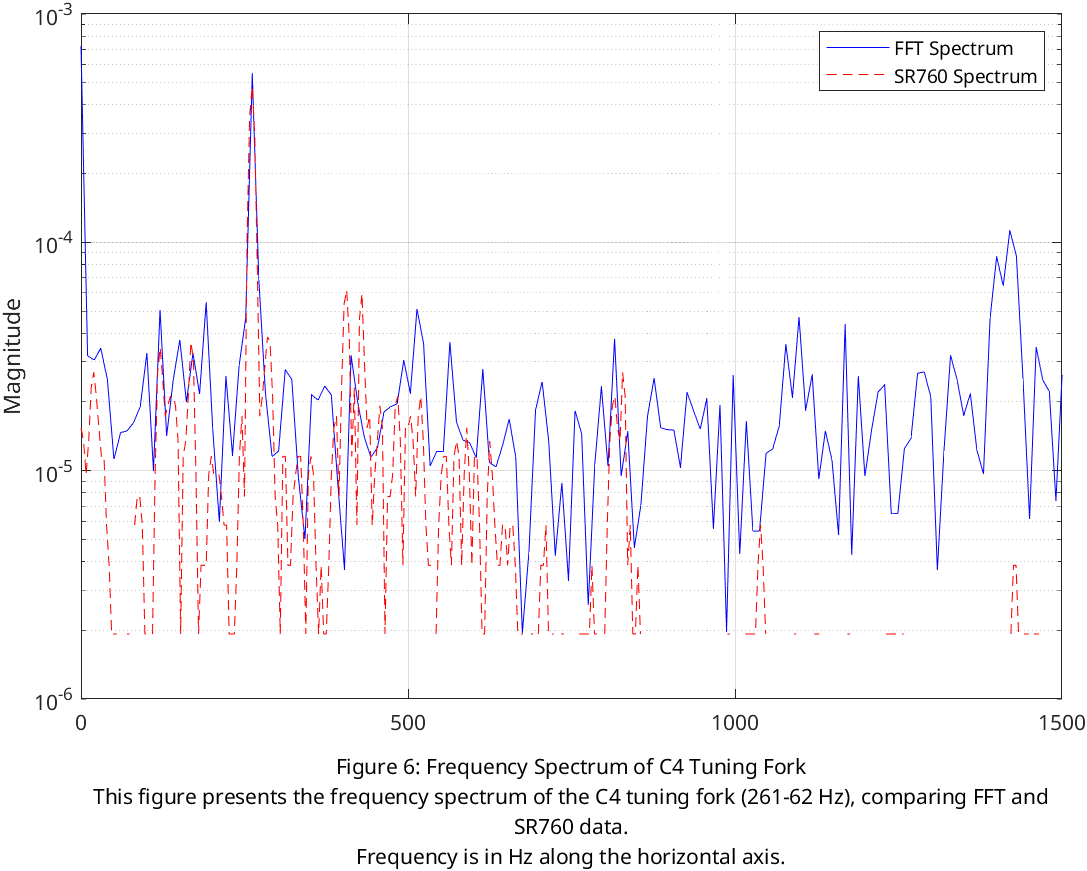 10-3
FFT Spectrum
SR760 Spectrum
10-4
Magnitude
10-5
10-6
0
500
1000
1500
Figure 6: Frequency Spectrum of C4 Tuning Fork
This figure presents the frequency spectrum of the C4 tuning fork (261-62 Hz), comparing FFT and
SR760 data.
Frequency is in Hz along the horizontal axis.